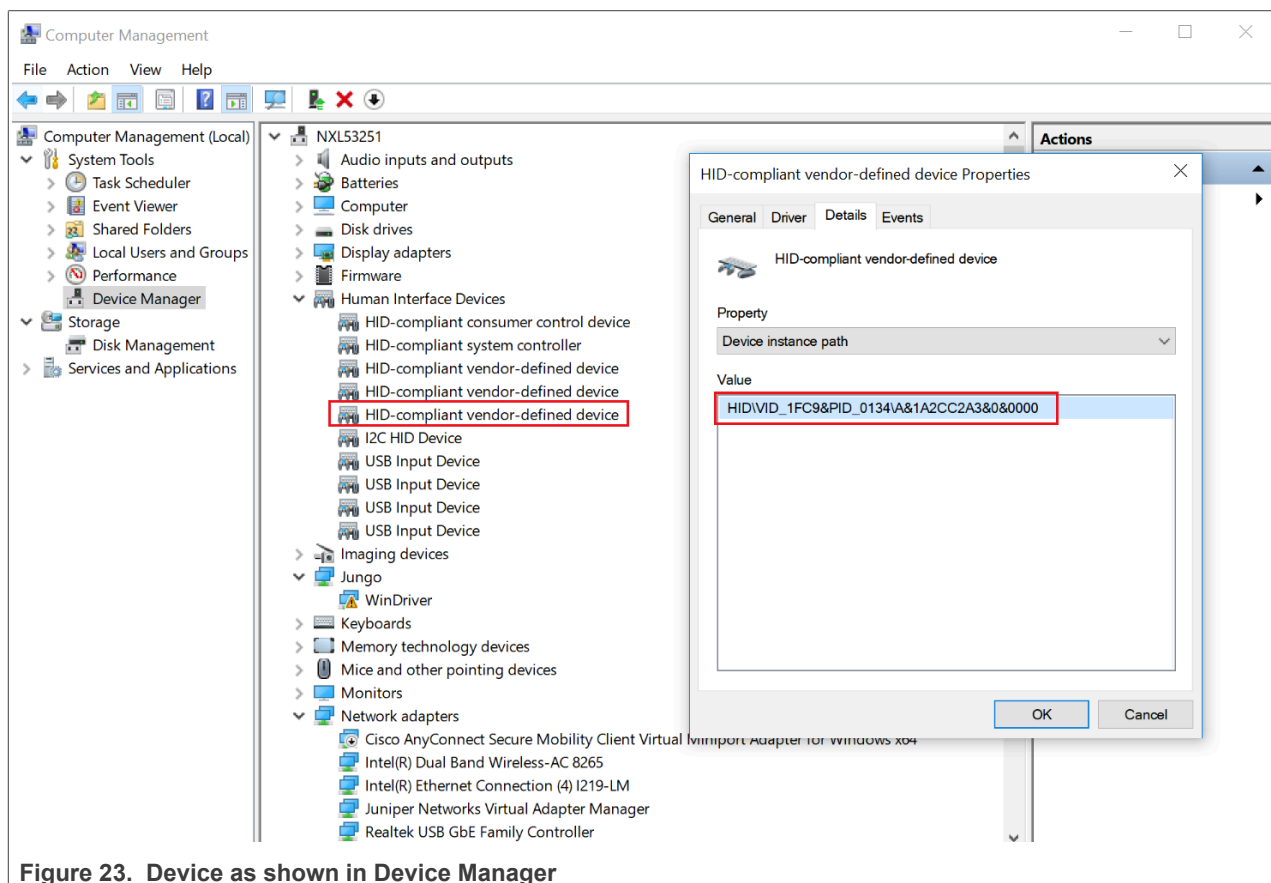 Computer Management
File Action View Help
Computer Management (Local)
System Tools
Task Scheduler
Event Viewer
Shared Folders
Local Users and Groups
Performance
Device Manager
Storage
Disk Management
Services and Applications
NXL53251
Audio inputs and outputs
Batteries
Computer
Disk drives
Display adapters
Firmware
Human Interface Devices
HID-compliant consumer control device
HID-compliant system controller
HID-compliant vendor-defined device
HID-compliant vendor-defined device
HID-compliant vendor-defined device
I2C HID Device
USB Input Device
USB Input Device
USB Input Device
USB Input Device
Imaging devices
Jungo
WinDriver
Keyboards
Memory technology devices
Mice and other pointing devices
Monitors
Network adapters
Cisco AnyConnect Secure Mobility Client Virtual Miniport Adapter for Windows x64
Intel(R) Dual Band Wireless-AC 8265
Intel(R) Ethernet Connection (4) I219-LM
Juniper Networks Virtual Adapter Manager
Realtek USB GbE Family Controller
Actions
HID-compliant vendor-defined device Properties
General Driver Details Events
HID-compliant vendor-defined device
Property
Device instance path
Value
HID\VID_1FC9&PID_0134\A&1A2CC2A3&0&0000
OK Cancel
Figure 23. Device as shown in Device Manager